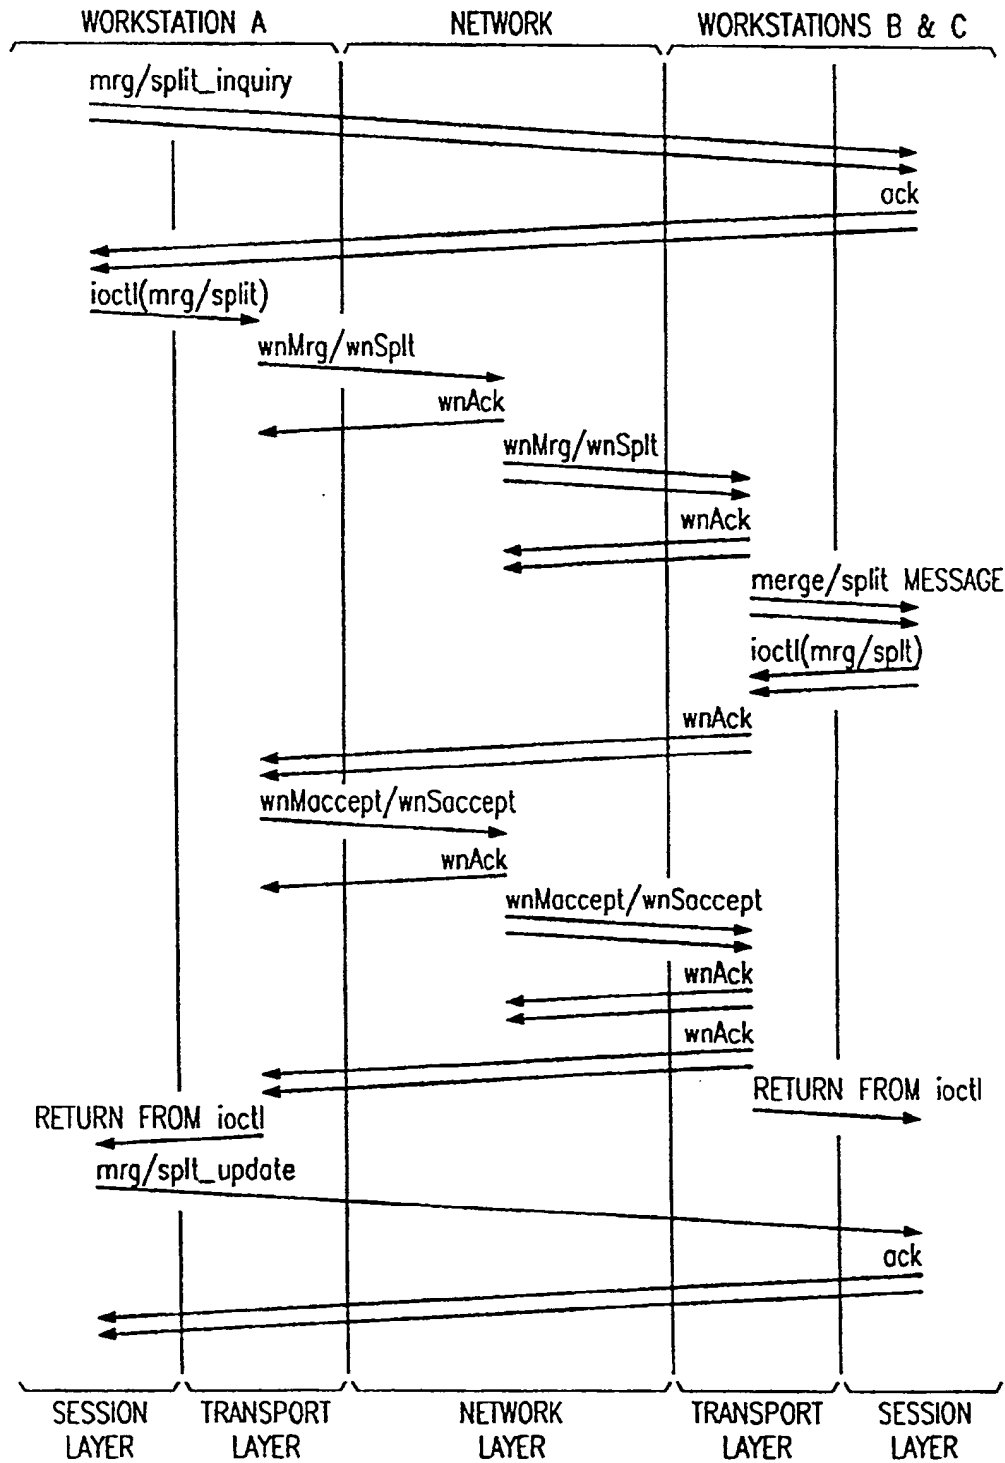 WORKSTATION A
NETWORK
WORKSTATIONS B & C
mrg/split_inquiry
ack
ioctl(mrg/split)
wnMrg/wnSplt
wnAck
wnMrg/wnSplt
wnAck
merge/split MESSAGE
ioctl(mrg/splt)
wnAck
wnMaccept/wnSaccept
wnAck
wnMaccept/wnSaccept
wnAck
wnAck
RETURN FROM ioctl
RETURN FROM ioctl
mrg/splt_update
ack
SESSION LAYER
TRANSPORT LAYER
NETWORK LAYER
TRANSPORT LAYER
SESSION LAYER